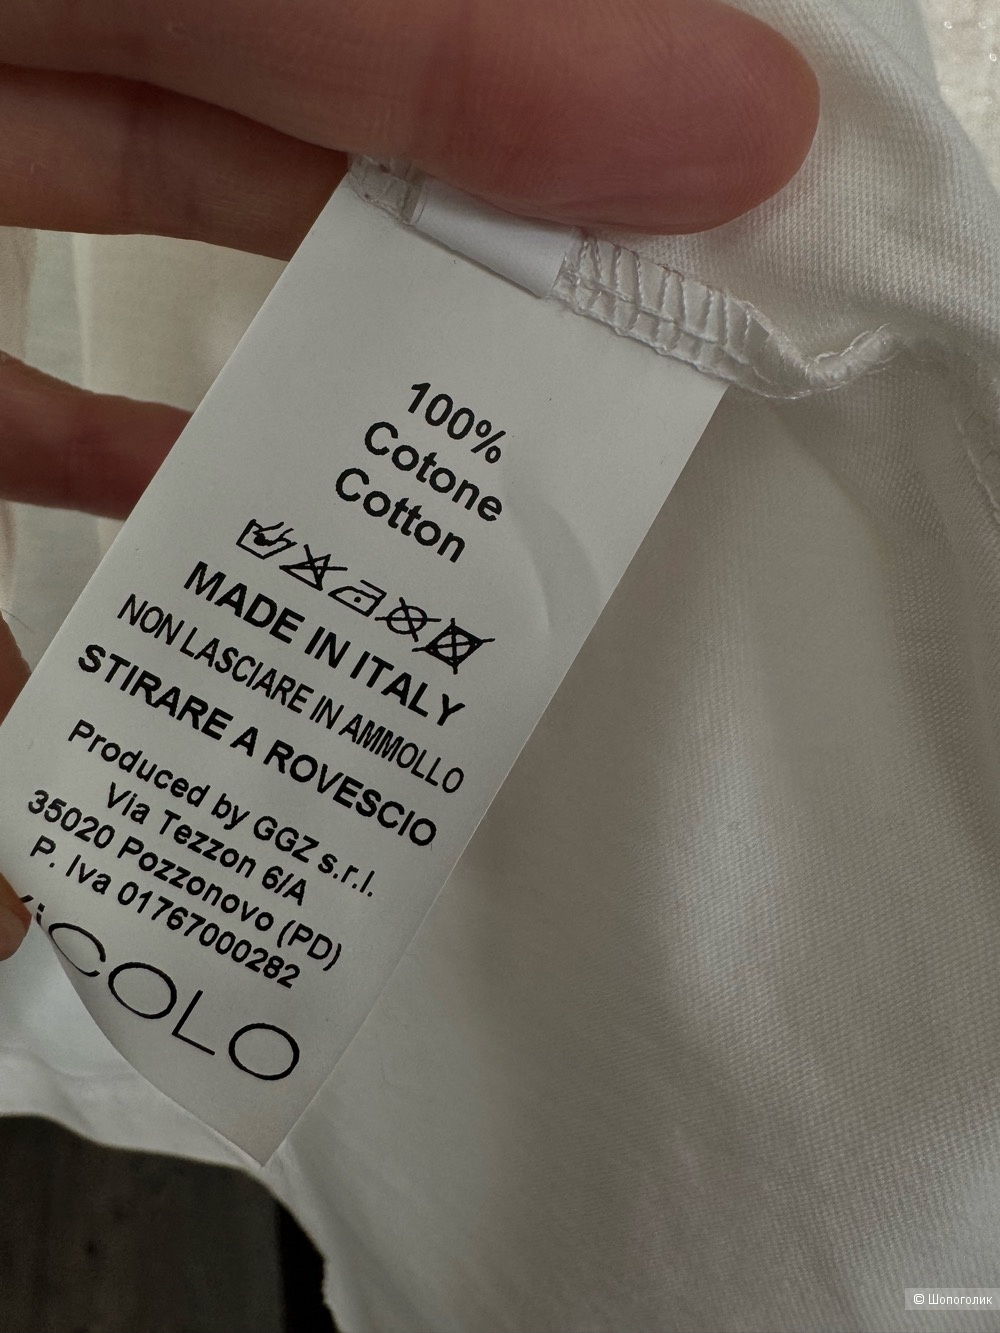 100%
Cotone
Cotton
MADE IN ITALY
NON LASCIARE IN AMMOLLO
STIRARE A ROVESCIO
Produced by GGZ s.r.l.
Via Tezzon 6/A
35020 Pozzonovo (PD)
P. Iva 01767000282
ViCOLO
© Шопоголик